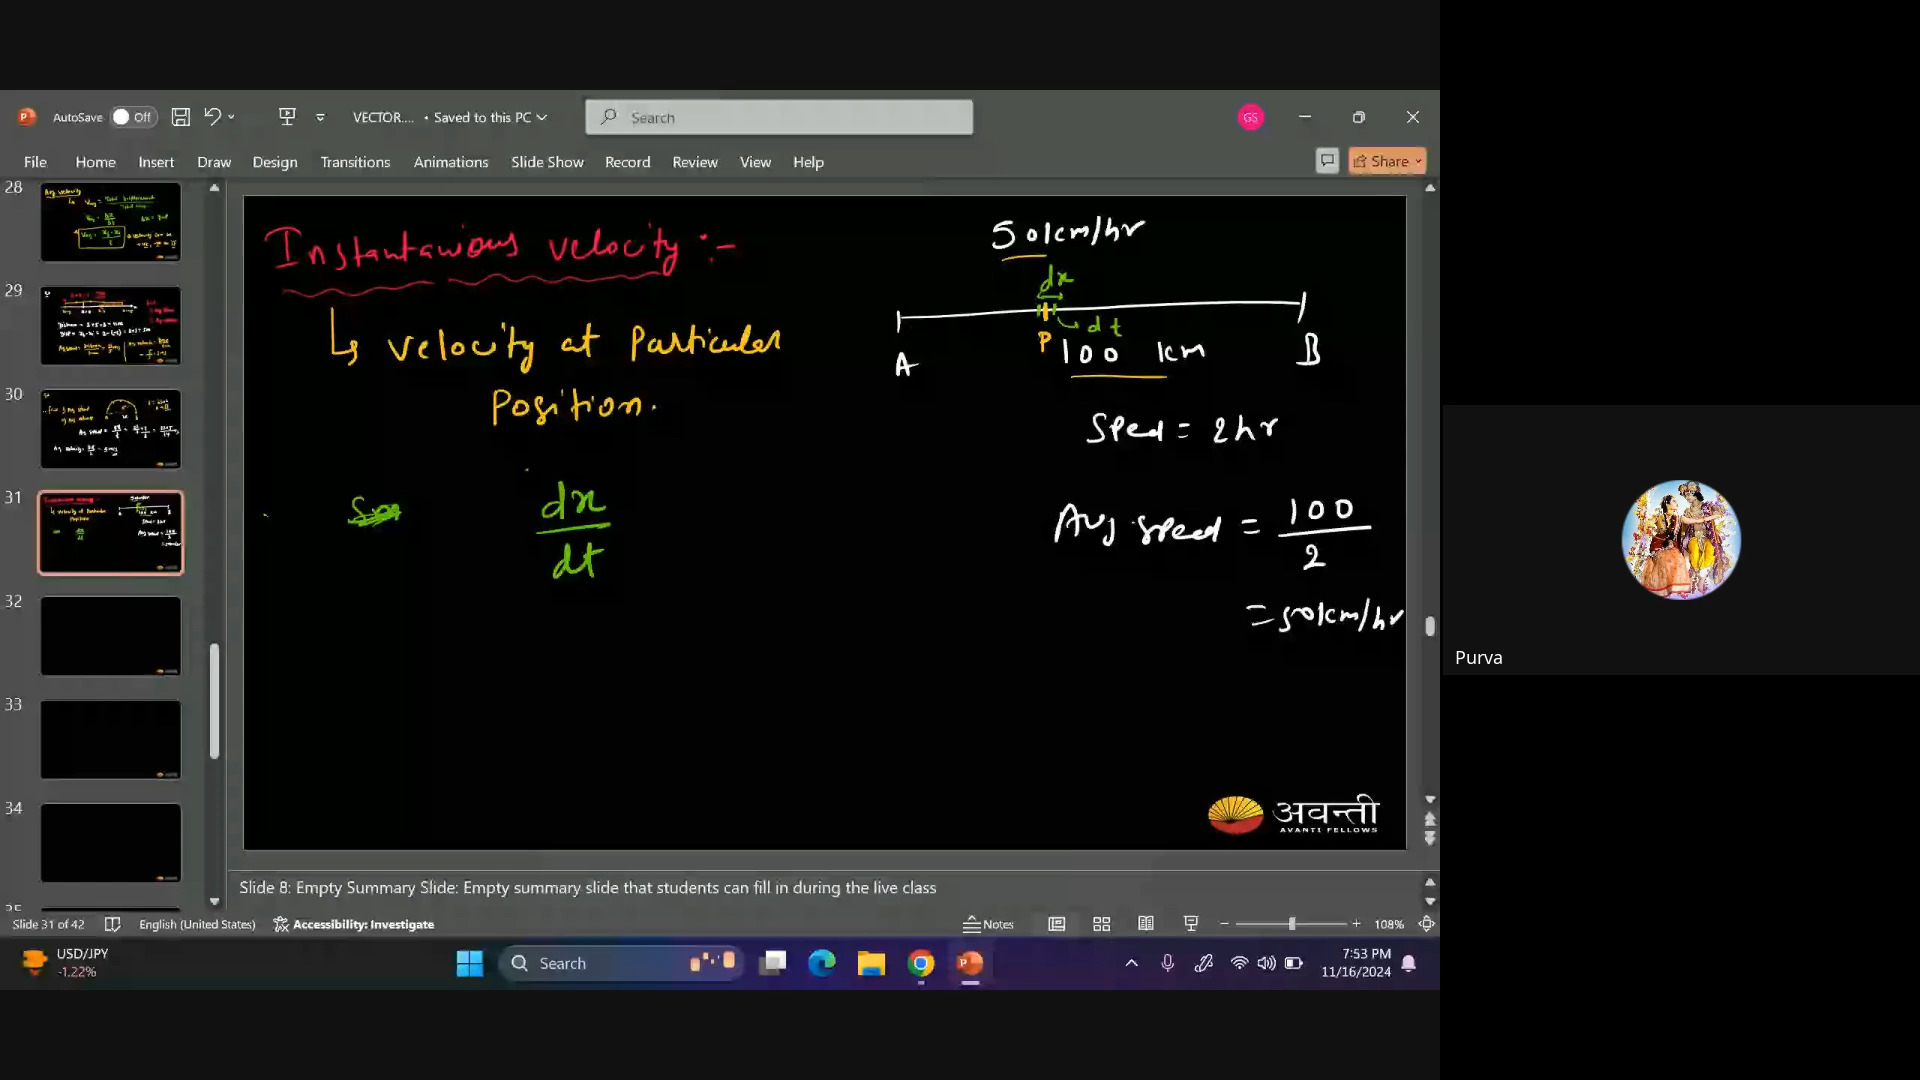 AutoSave Off
VECTOR.... • Saved to this PC
Search
GS
File Home Insert Draw Design Transitions Animations Slide Show Record Review View Help
Share
28
29
30
31
32
33
34
Instantanious velocity :-
velocity at Particular
Position.
dx
dt
50km/hr
dx
dt
P
A
100 km
B
Speed = 2hr
Avg speed = 100
2
= 50km/hr
अवन्ती
AVANTI FELLOWS
Purva
Slide 8: Empty Summary Slide: Empty summary slide that students can fill in during the live class
Slide 31 of 42 English (United States) Accessibility: Investigate Notes 108%
USD/JPY
-1.22%
Search
7:53 PM
11/16/2024